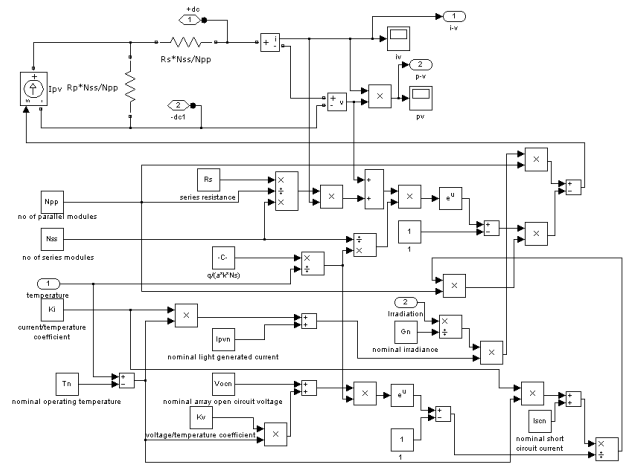 +dc
1
1
i-v
+
-
i
-
iv
2
p-v
pv
Rs*Nss/Npp
Ipv
Rp*Nss/Npp
2
-dc1
+
-
v
Rs
series resistance
Npp
no of parallel modules
Nss
no of series modules
-C-
q/(a*k*Ns)
e^u
1
1
1
temperature
Ki
current/temperature
coefficient
2
Irradiation
Gn
nominal irradiance
Ipvn
nominal light generated current
Tn
nominal operating temperature
Vocn
nominal array open circuit voltage
Kv
voltage/temperature coefficient
e^u
1
1
Iscn
nominal short
circuit current